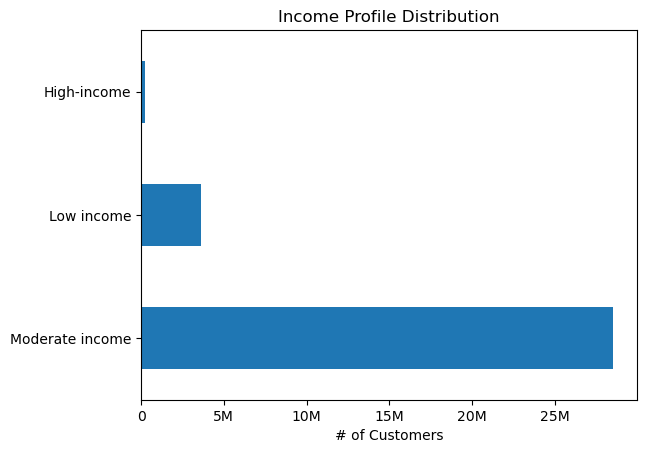 Income Profile Distribution
High-income
Low income
Moderate income
0 5M 10M 15M 20M 25M
# of Customers